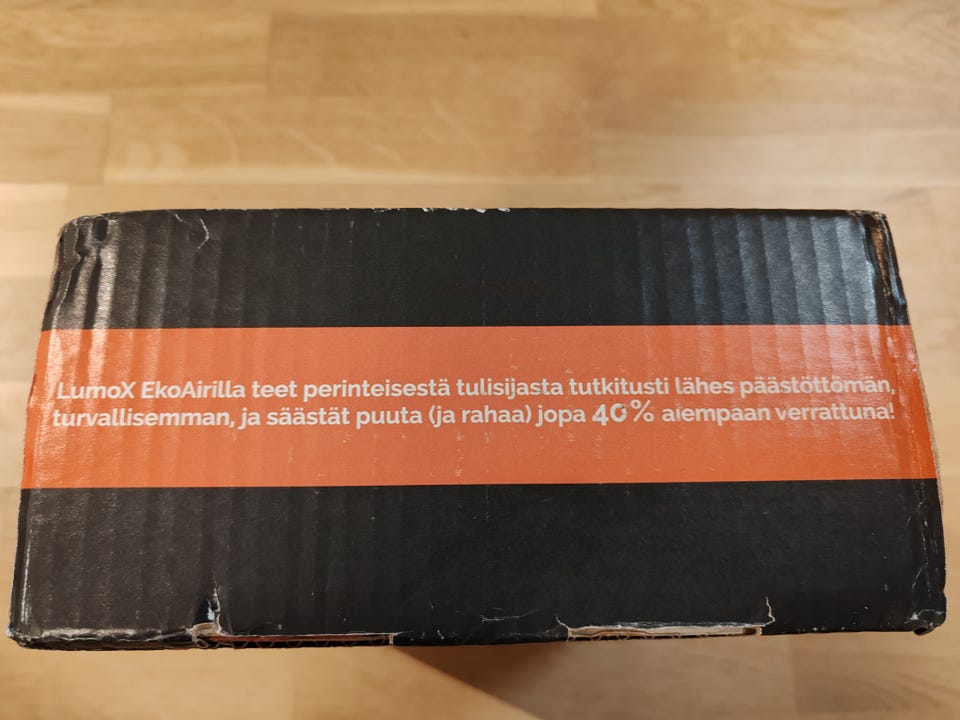 LumoX EkoAirilla teet perinteisestä tulisijasta tutkitusti lähes päästöttömän,
turvallisemman, ja säästät puuta (ja rahaa) jopa 40% aiempaan verrattuna!